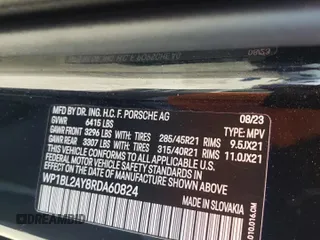 MFD BY DR. ING. H.C. F. PORSCHE AG 08/23
GVWR 6415 LBS TYPE: MPV
GAWR FRONT 3296 LBS TIRES 285/45R21 RIMS 9.5JX21
GAWR REAR 3307 LBS WITH TIRES 315/40R21 RIMS 11.0JX21
THIS VEHICLE CONFORMS TO ALL APPLICABLE
FEDERAL MOTOR VEHICLE SAFETY STANDARDS IN
EFFECT ON THE DATE OF MANUFACTURE SHOWN ABOVE
WP1BL2AY8RDA60824 MADE IN SLOVAKIA
DREAMBID